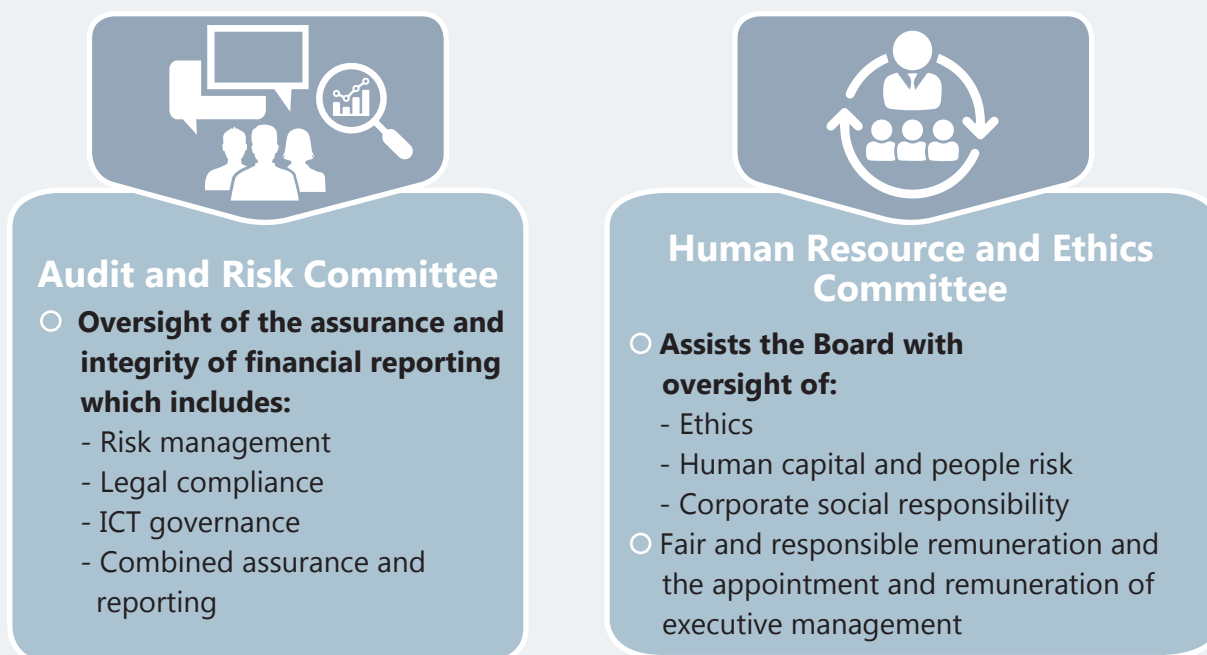 Audit and Risk Committee
Oversight of the assurance and
integrity of financial reporting
which includes:
- Risk management
- Legal compliance
- ICT governance
- Combined assurance and
reporting
Human Resource and Ethics
Committee
Assists the Board with
oversight of:
- Ethics
- Human capital and people risk
- Corporate social responsibility
Fair and responsible remuneration and
the appointment and remuneration of
executive management